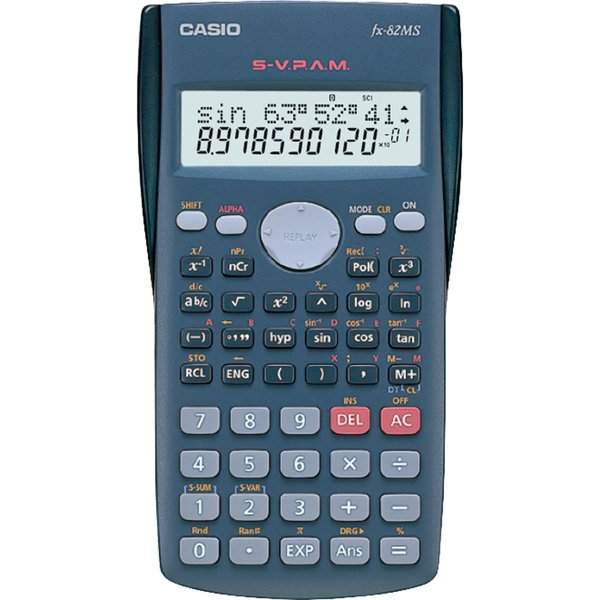 CASIO fx-82MS
S-V.P.A.M.
D SCI
sin 63°52°41
8.978590120×10-01
SHIFT ALPHA MODE CLR ON
REPLAY
x! nPr Rec( : ³√
x-1 nCr Pol( x³
d/c x√ 10x ex e
a b/c √ x² ^ log ln
A ← B C sin-1 D cos-1 E tan-1 F
(–) °,,, hyp sin cos tan
STO ← X ; Y M– M
RCL ENG ( ) , M+
DT CL
INS OFF
7 8 9 DEL AC
4 5 6 × ÷
S-SUM S-VAR
1 2 3 + −
Rnd Ran# π DRG▶ %
0 · EXP Ans =